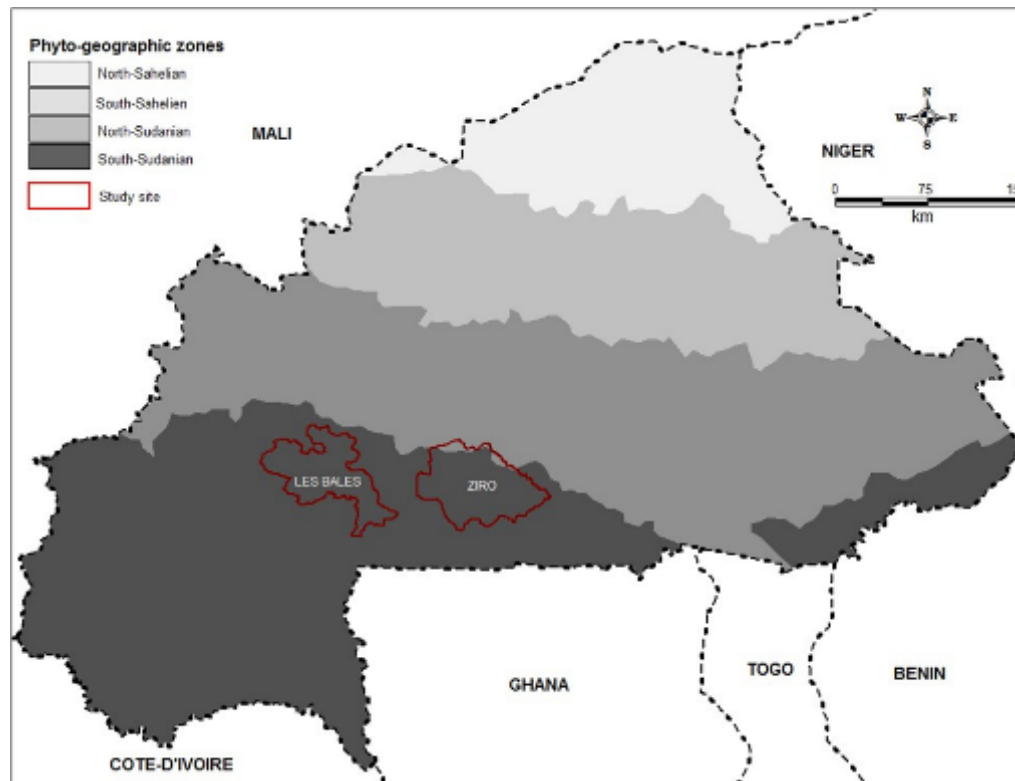 Phyto-geographic zones
North-Sahelian
South-Sahelien
North-Sudanian
South-Sudanian
Study site
MALI
NIGER
N
W E
S
0 75 15
km
LES BALES
ZIRO
GHANA
TOGO
BENIN
COTE-D'IVOIRE